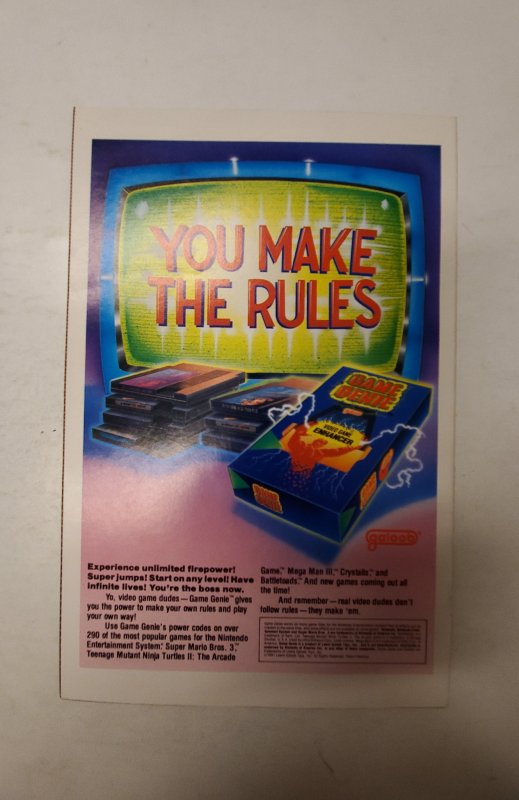 YOU MAKE
THE RULES
GAME
GENIE
VIDEO GAME
ENHANCER
GAME
GENIE
galoob
Experience unlimited firepower!
Super jumps! Start on any level! Have
infinite lives! You're the boss now.
Yo, video game dudes — Game Genie™ gives
you the power to make your own rules and play
your own way!
Use Game Genie's power codes on over
290 of the most popular games for the Nintendo
Entertainment System.® Super Mario Bros. 3,™
Teenage Mutant Ninja Turtles II: The Arcade
Game,™ Mega Man III,™ Crystalis,™ and
Battletoads.™ And new games coming out all
the time!
And remember — real video dudes don't
follow rules — they make 'em.